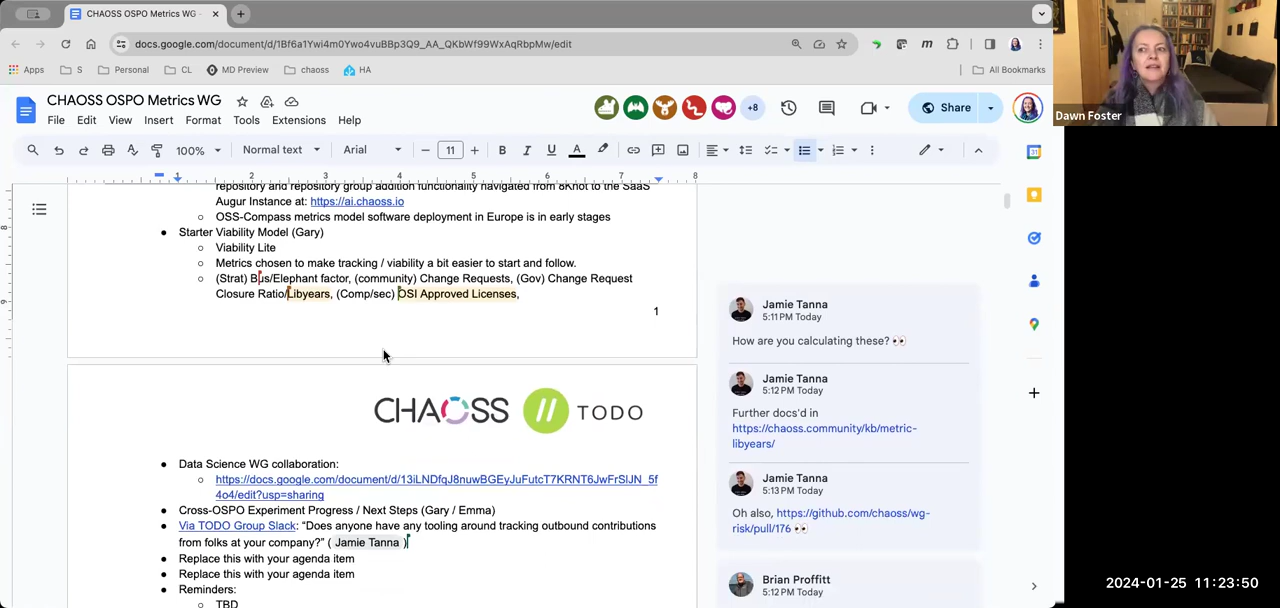 CHAOSS OSPO Metrics WG -
docs.google.com/document/d/1Bf6a1Ywi4m0Ywo4vuBBp3Q9_AA_QKbWf99WxAqRbpMw/edit
Apps
S
Personal
CL
MD Preview
chaoss
HA
All Bookmarks
Dawn Foster
CHAOSS OSPO Metrics WG
+8
Share
File Edit View Insert Format Tools Extensions Help
100%
Normal text
Arial
11
B I U A
1 2 3 4 5 6 7 8
repository and repository group addition functionality navigated from 8Knot to the SaaS
Augur Instance at: https://ai.chaoss.io
OSS-Compass metrics model software deployment in Europe is in early stages
Starter Viability Model (Gary)
Viability Lite
Metrics chosen to make tracking / viability a bit easier to start and follow.
(Strat) Bus/Elephant factor, (community) Change Requests, (Gov) Change Request
Closure Ratio/Libyears, (Comp/sec) OSI Approved Licenses,
1
CHAOSS // TODO
Data Science WG collaboration:
https://docs.google.com/document/d/13iLNDfqJ8nuwBGEyJuFutcT7KRNT6JwFrSlJN_5f
4o4/edit?usp=sharing
Cross-OSPO Experiment Progress / Next Steps (Gary / Emma)
Via TODO Group Slack: “Does anyone have any tooling around tracking outbound contributions
from folks at your company?” ( Jamie Tanna )
Replace this with your agenda item
Replace this with your agenda item
Reminders:
TBD
Jamie Tanna
5:11 PM Today
How are you calculating these? 👀
Jamie Tanna
5:12 PM Today
Further docs'd in
https://chaoss.community/kb/metric-
libyears/
Jamie Tanna
5:13 PM Today
Oh also, https://github.com/chaoss/wg-
risk/pull/176 👀
Brian Proffitt
5:12 PM Today
2024-01-25 11:23:50